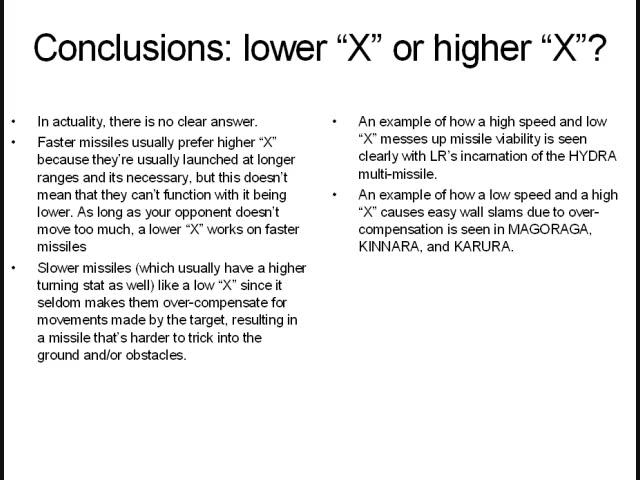 Conclusions: lower “X” or higher “X”?
• In actuality, there is no clear answer.
• Faster missiles usually prefer higher “X”
because they’re usually launched at longer
ranges and its necessary, but this doesn’t
mean that they can’t function with it being
lower. As long as your opponent doesn’t
move too much, a lower “X” works on faster
missiles
• Slower missiles (which usually have a higher
turning stat as well) like a low “X” since it
seldom makes them over-compensate for
movements made by the target, resulting in
a missile that’s harder to trick into the
ground and/or obstacles.
• An example of how a high speed and low
“X” messes up missile viability is seen
clearly with LR’s incarnation of the HYDRA
multi-missile.
• An example of how a low speed and a high
“X” causes easy wall slams due to over-
compensation is seen in MAGORAGA,
KINNARA, and KARURA.